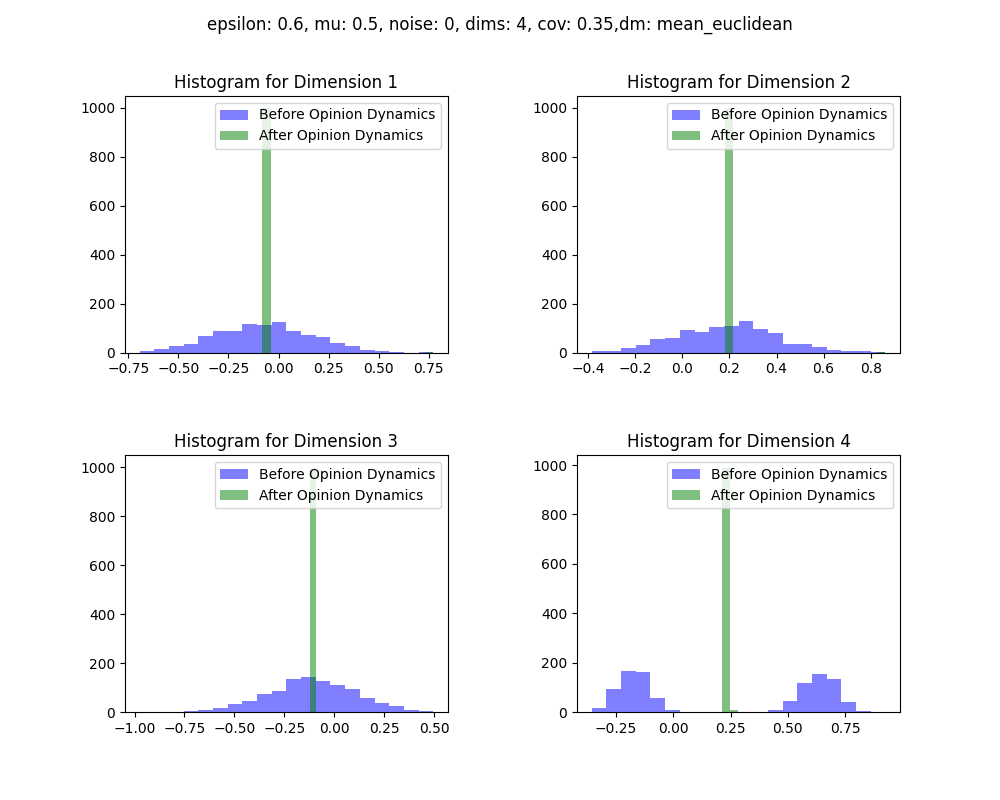 epsilon: 0.6, mu: 0.5, noise: 0, dims: 4, cov: 0.35,dm: mean_euclidean
Histogram for Dimension 1
Before Opinion Dynamics
After Opinion Dynamics
1000
800
600
400
200
0
−0.75 −0.50 −0.25 0.00 0.25 0.50 0.75
Histogram for Dimension 2
Before Opinion Dynamics
After Opinion Dynamics
1000
800
600
400
200
0
−0.4 −0.2 0.0 0.2 0.4 0.6 0.8
Histogram for Dimension 3
Before Opinion Dynamics
After Opinion Dynamics
1000
800
600
400
200
0
−1.00 −0.75 −0.50 −0.25 0.00 0.25 0.50
Histogram for Dimension 4
Before Opinion Dynamics
After Opinion Dynamics
1000
800
600
400
200
0
−0.25 0.00 0.25 0.50 0.75